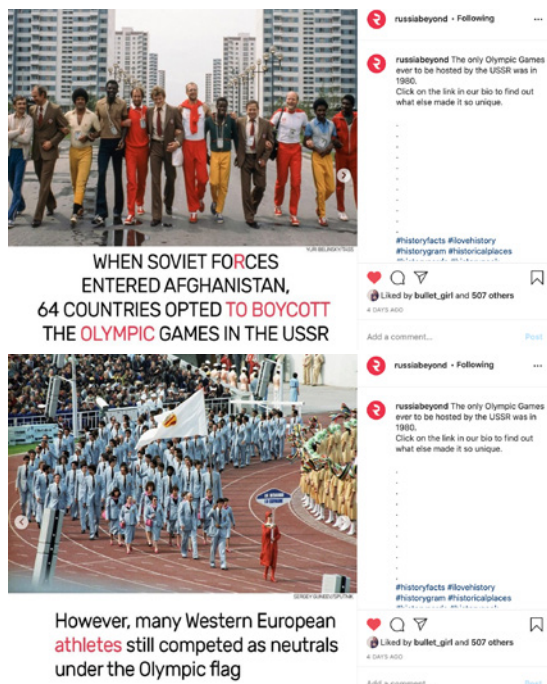 russiabeyond • Following
russiabeyond The only Olympic Games
ever to be hosted by the USSR was in
1980.
Click on the link in our bio to find out
what else made it so unique.
.
.
.
.
.
.
.
.
.
.
#historyfacts #ilovehistory
#historygram #historicalplaces
Liked by bullet_girl and 507 others
4 DAYS AGO
Add a comment...
Post
YURI BELINSKY/TASS
WHEN SOVIET FORCES
ENTERED AFGHANISTAN,
64 COUNTRIES OPTED TO BOYCOTT
THE OLYMPIC GAMES IN THE USSR
russiabeyond • Following
russiabeyond The only Olympic Games
ever to be hosted by the USSR was in
1980.
Click on the link in our bio to find out
what else made it so unique.
.
.
.
.
.
.
.
.
.
.
#historyfacts #ilovehistory
#historygram #historicalplaces
Liked by bullet_girl and 507 others
4 DAYS AGO
Add a comment...
Post
SERGEY GUNEEV/SPUTNIK
However, many Western European
athletes still competed as neutrals
under the Olympic flag